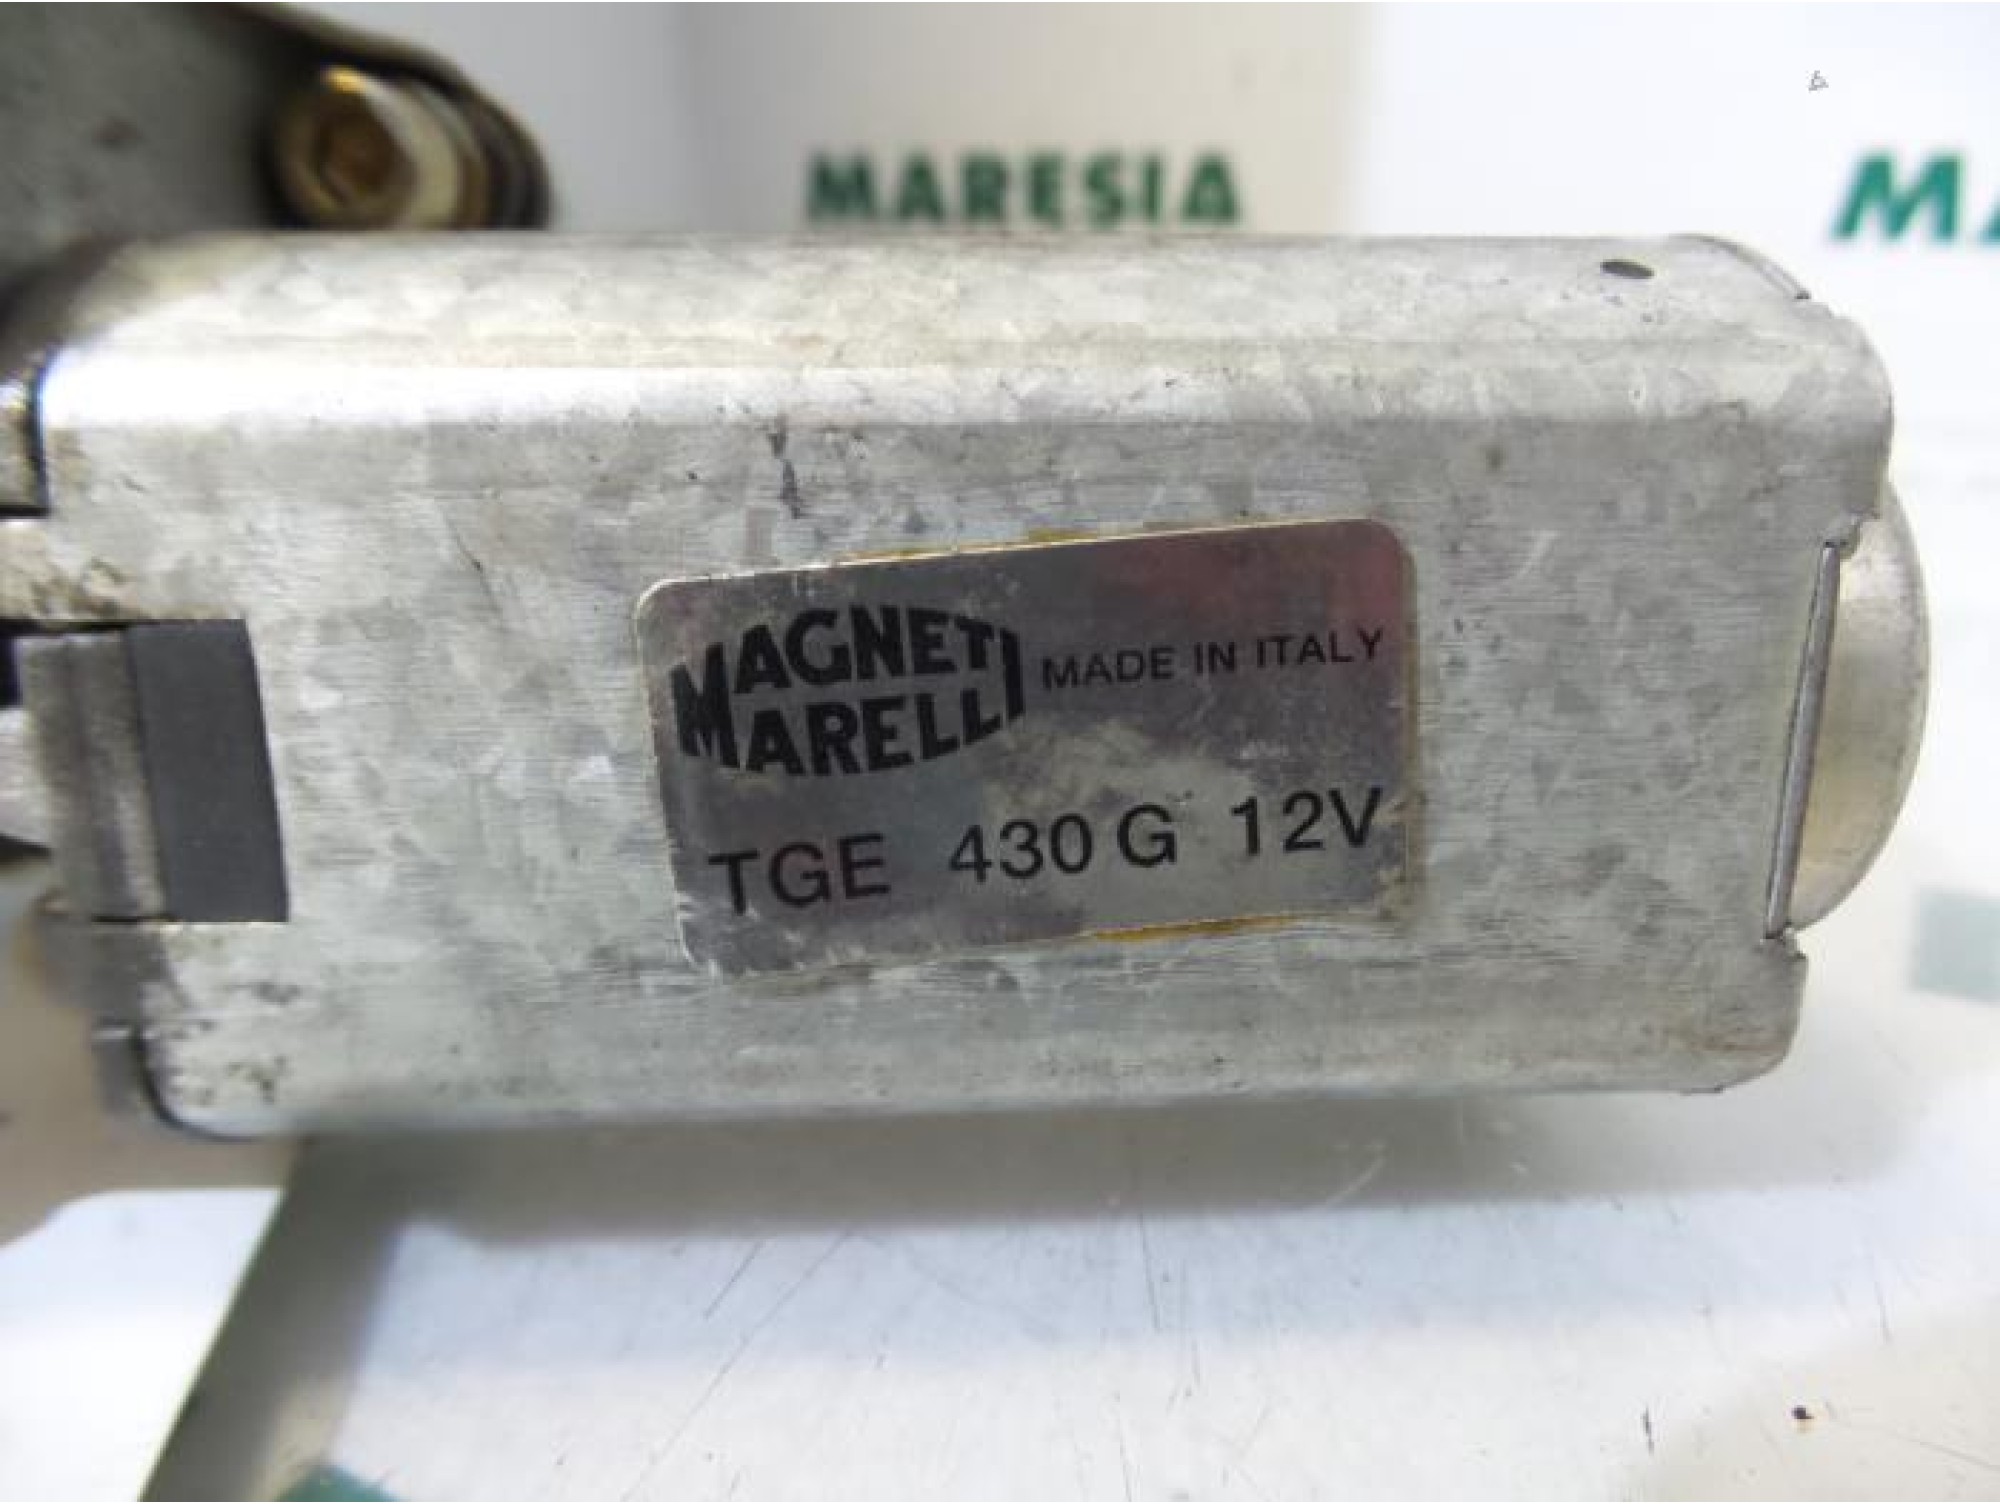 MARESIA
MA
MAGNETI
MARELLI
MADE IN ITALY
TGE 430 G 12V